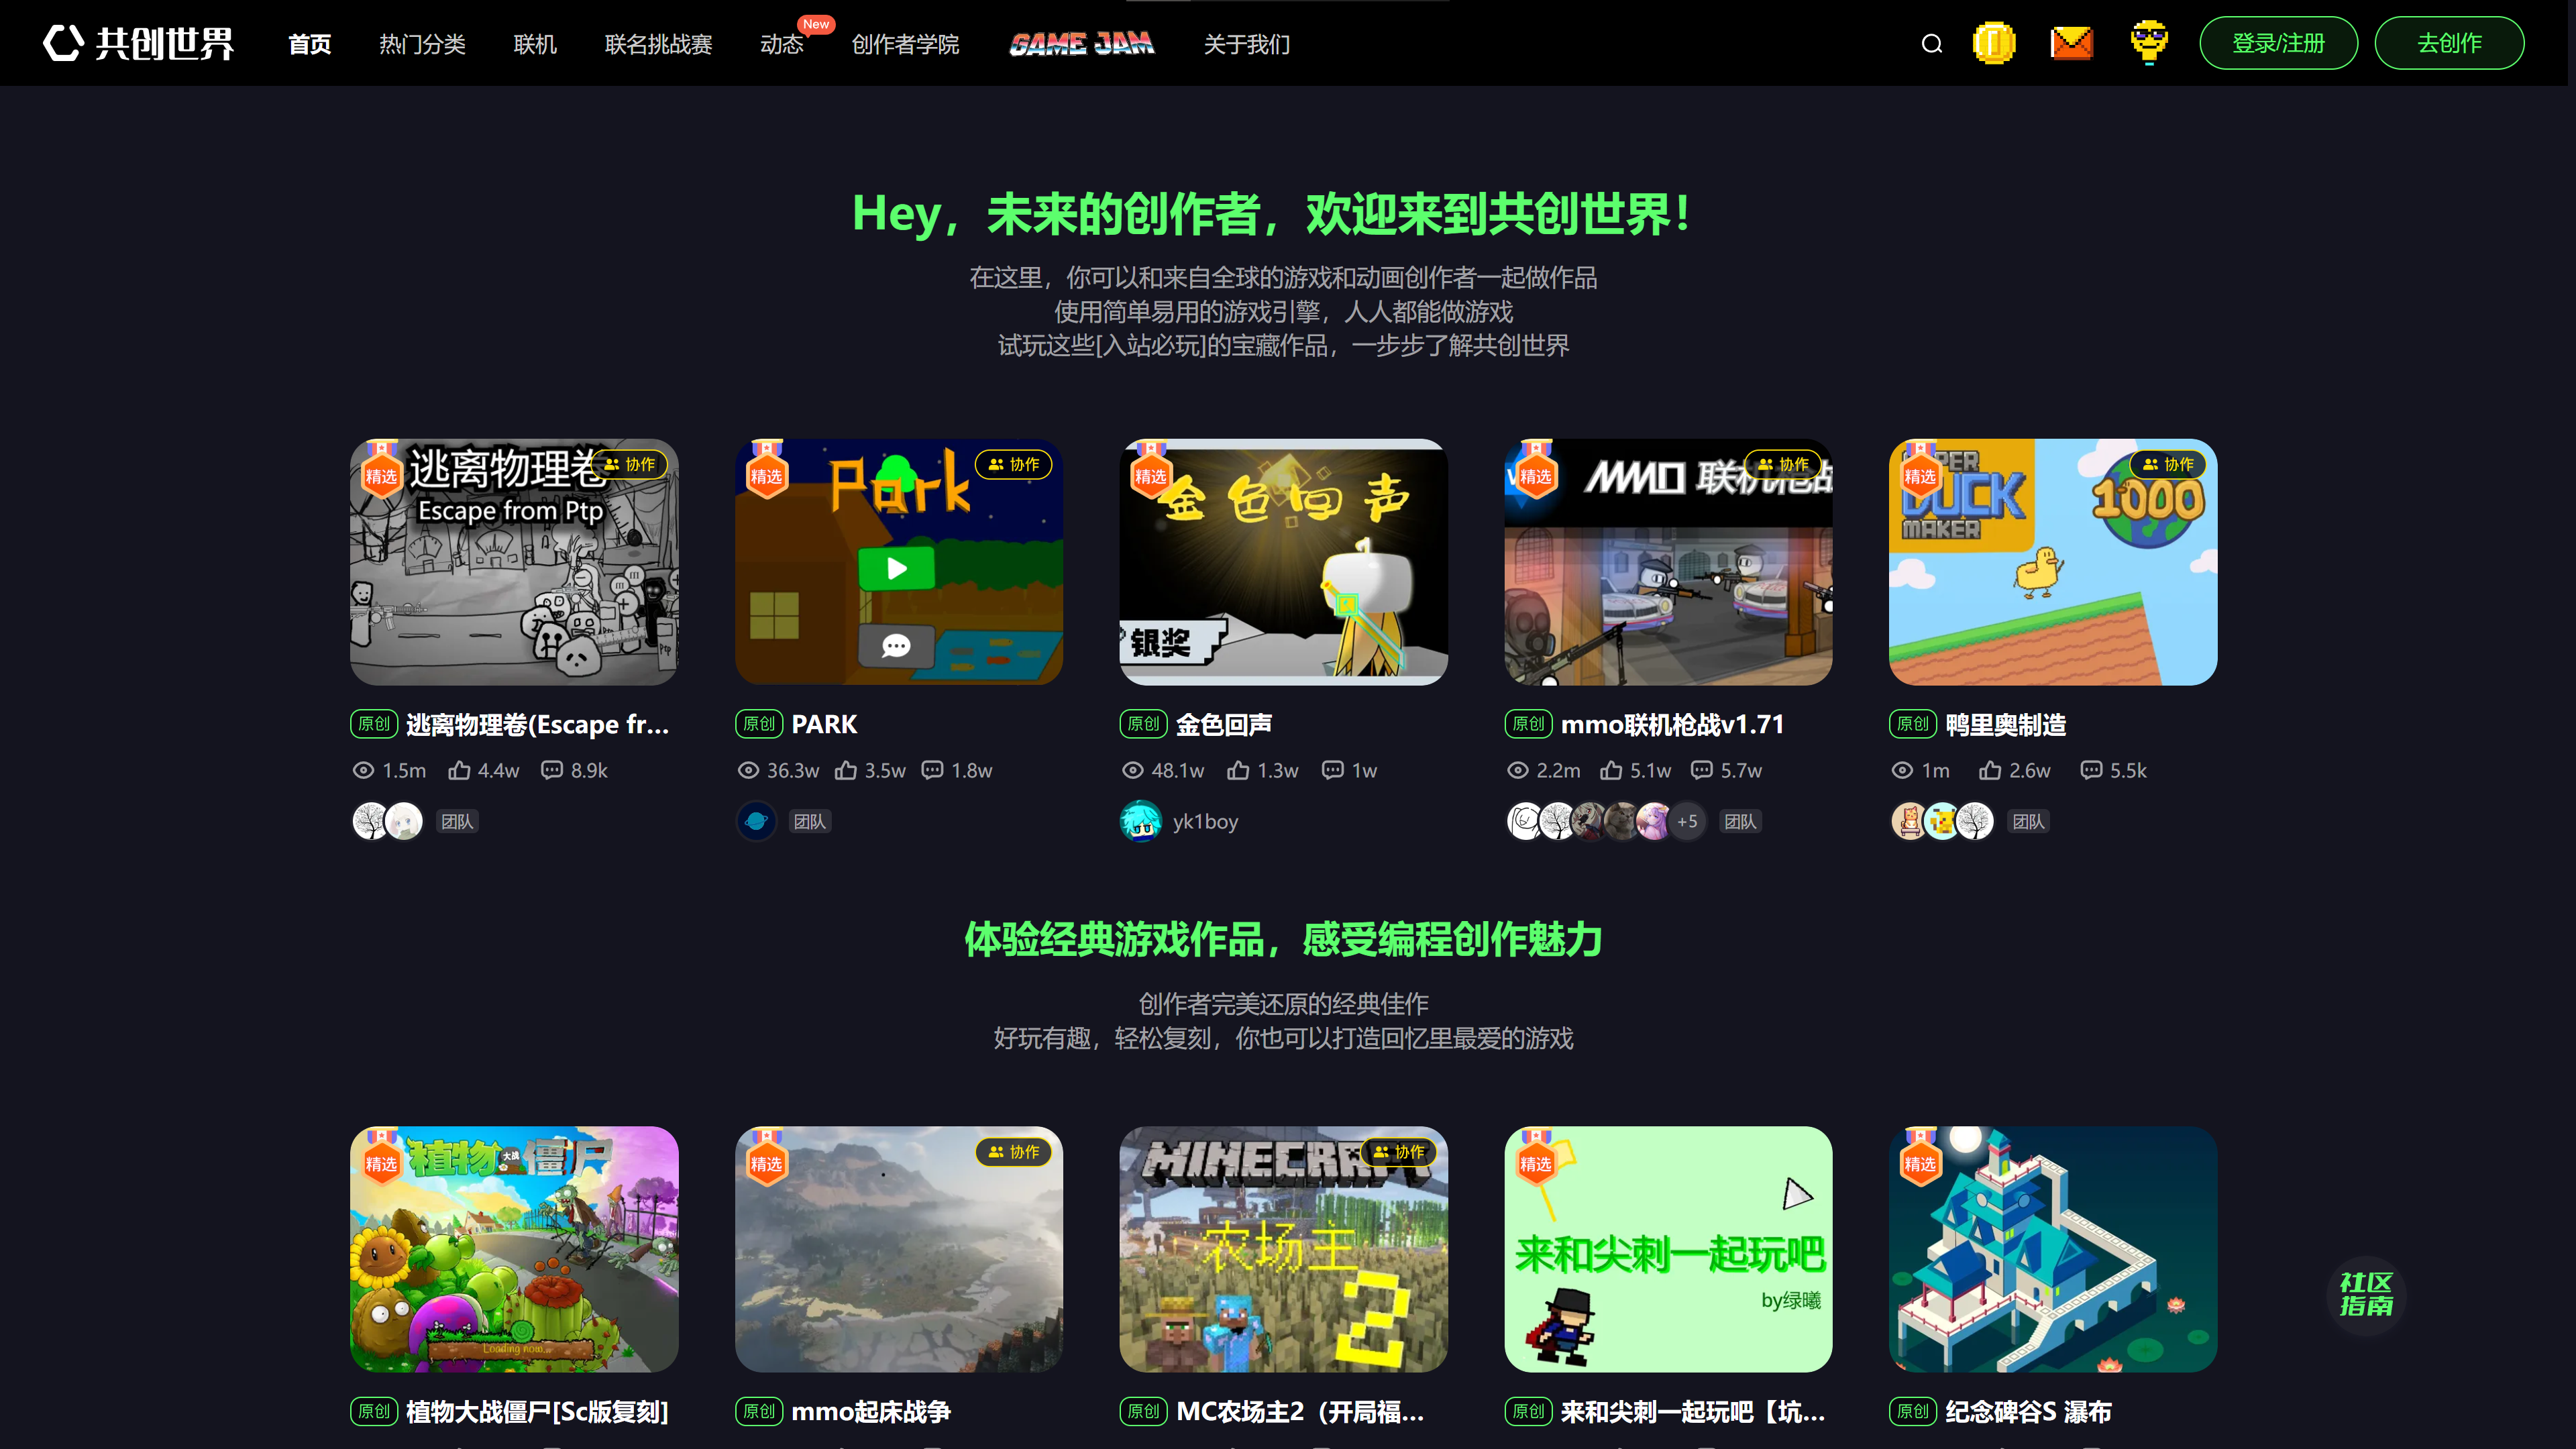 共创世界
首页
热门分类
联机
联名挑战赛
动态
New
创作者学院
GAME JAM
关于我们
登录/注册
去创作
Hey，未来的创作者，欢迎来到共创世界！
在这里，你可以和来自全球的游戏和动画创作者一起做作品
使用简单易用的游戏引擎，人人都能做游戏
试玩这些[入站必玩]的宝藏作品，一步步了解共创世界
精选
逃离物理卷
协作
Escape from Ptp
精选
Park
协作
精选
金色回声
银奖
精选
MMO 联机枪战
协作
精选
DUCK
MAKER
协作
1000
原创 逃离物理卷(Escape fr...
1.5m 4.4w 8.9k
团队
原创 PARK
36.3w 3.5w 1.8w
团队
原创 金色回声
48.1w 1.3w 1w
yk1boy
原创 mmo联机枪战v1.71
2.2m 5.1w 5.7w
+5 团队
原创 鸭里奥制造
1m 2.6w 5.5k
团队
体验经典游戏作品，感受编程创作魅力
创作者完美还原的经典佳作
好玩有趣，轻松复刻，你也可以打造回忆里最爱的游戏
精选
植物大战僵尸
Loading now...
精选
协作
MINECRAFT
协作
农场主
2
精选
来和尖刺一起玩吧
by绿曦
精选
社区
指南
原创 植物大战僵尸[Sc版复刻]
原创 mmo起床战争
原创 MC农场主2（开局福...
原创 来和尖刺一起玩吧【坑...
原创 纪念碑谷S 瀑布